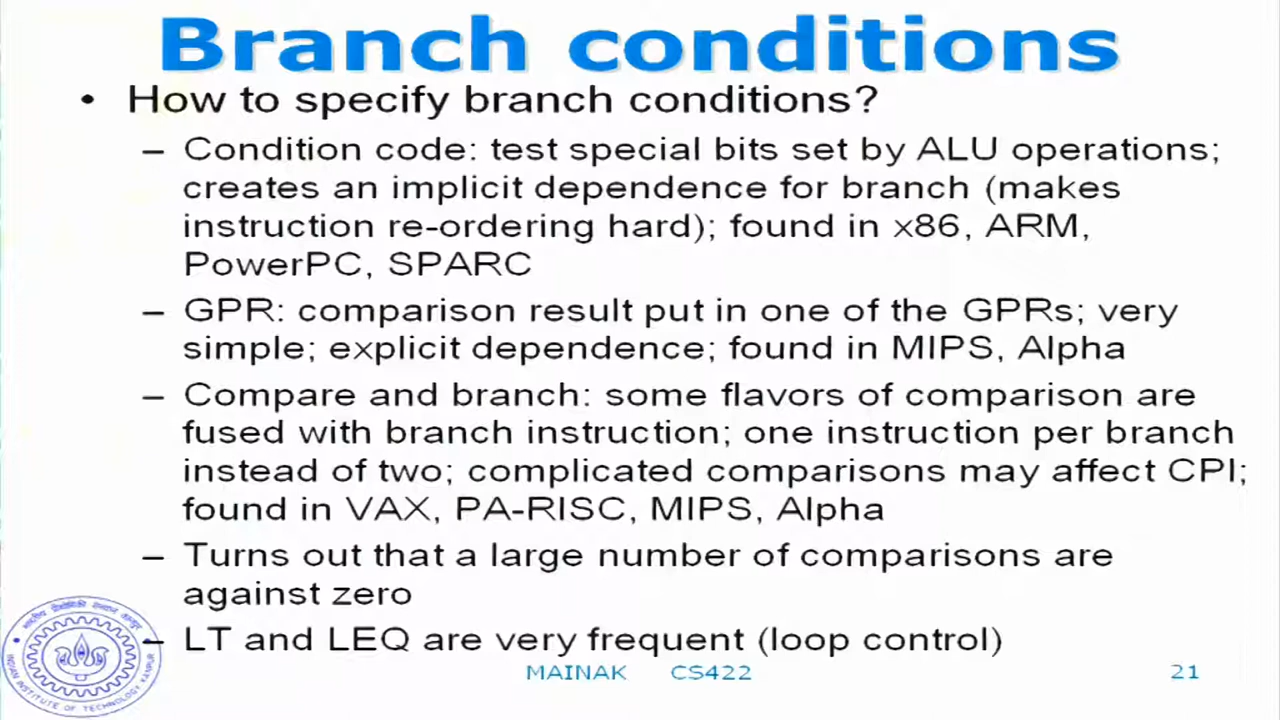 Branch conditions
• How to specify branch conditions?
– Condition code: test special bits set by ALU operations;
creates an implicit dependence for branch (makes
instruction re-ordering hard); found in x86, ARM,
PowerPC, SPARC
– GPR: comparison result put in one of the GPRs; very
simple; explicit dependence; found in MIPS, Alpha
– Compare and branch: some flavors of comparison are
fused with branch instruction; one instruction per branch
instead of two; complicated comparisons may affect CPI;
found in VAX, PA-RISC, MIPS, Alpha
– Turns out that a large number of comparisons are
against zero
– LT and LEQ are very frequent (loop control)
INDIAN INSTITUTE OF TECHNOLOGY KANPUR
MAINAK CS422
21